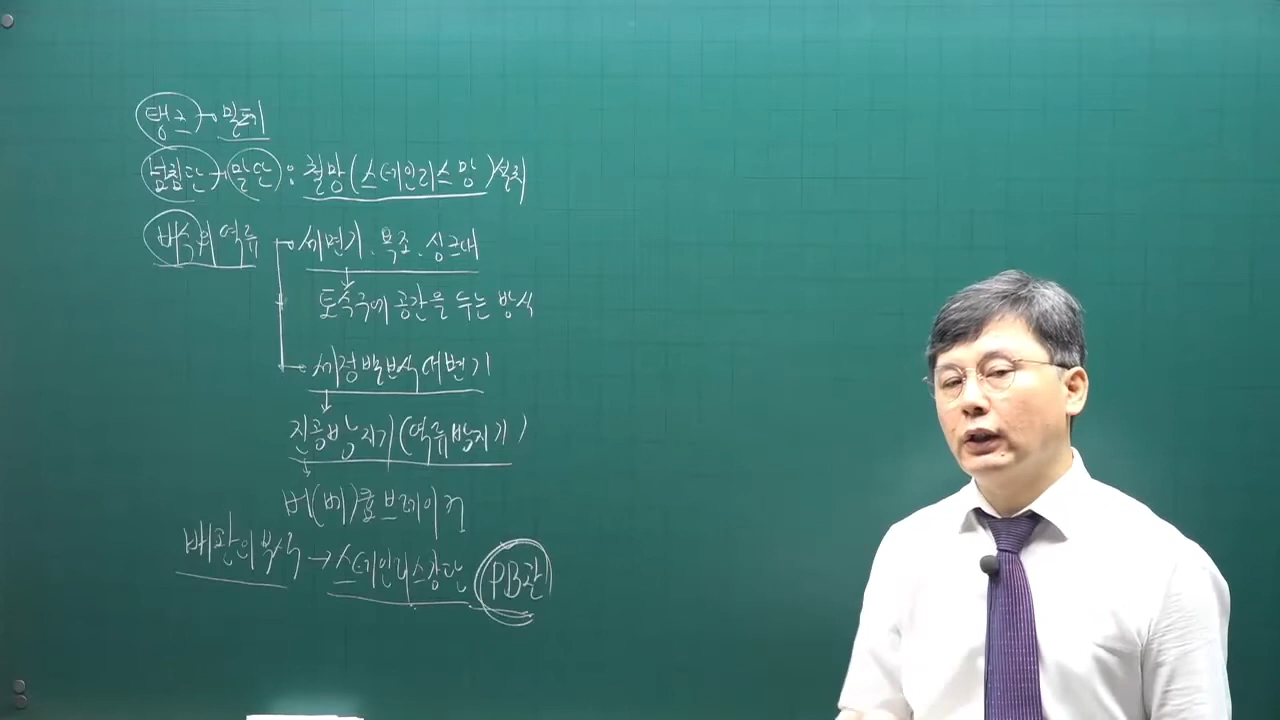 탱크 → 밀폐
넘침관 → 말단 : 철망(스테인리스망)설치
배수의 역류 세면기. 욕조. 싱크대
토수구에 공간을 두는 방식
세정밸브식대변기
진공방지기(역류방지기)
버(베)큠브레이커
배관의 부식 → 스테인리스강관 PB관